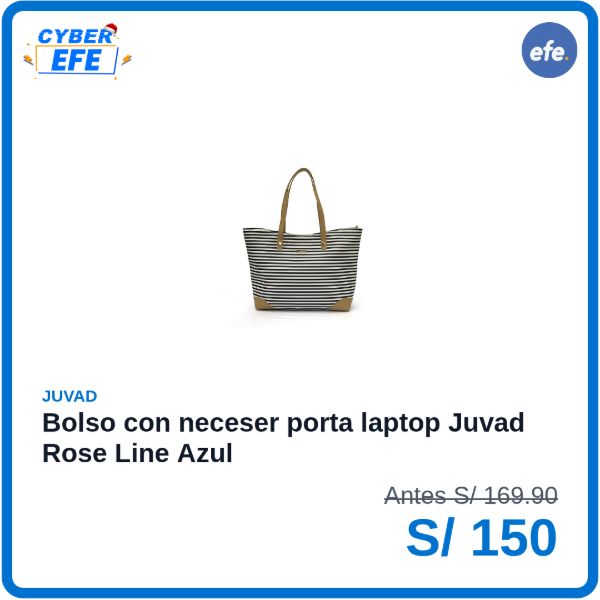 CYBER
EFE
efe.
JUVAD
Bolso con neceser porta laptop Juvad
Rose Line Azul
Antes S/ 169.90
S/ 150